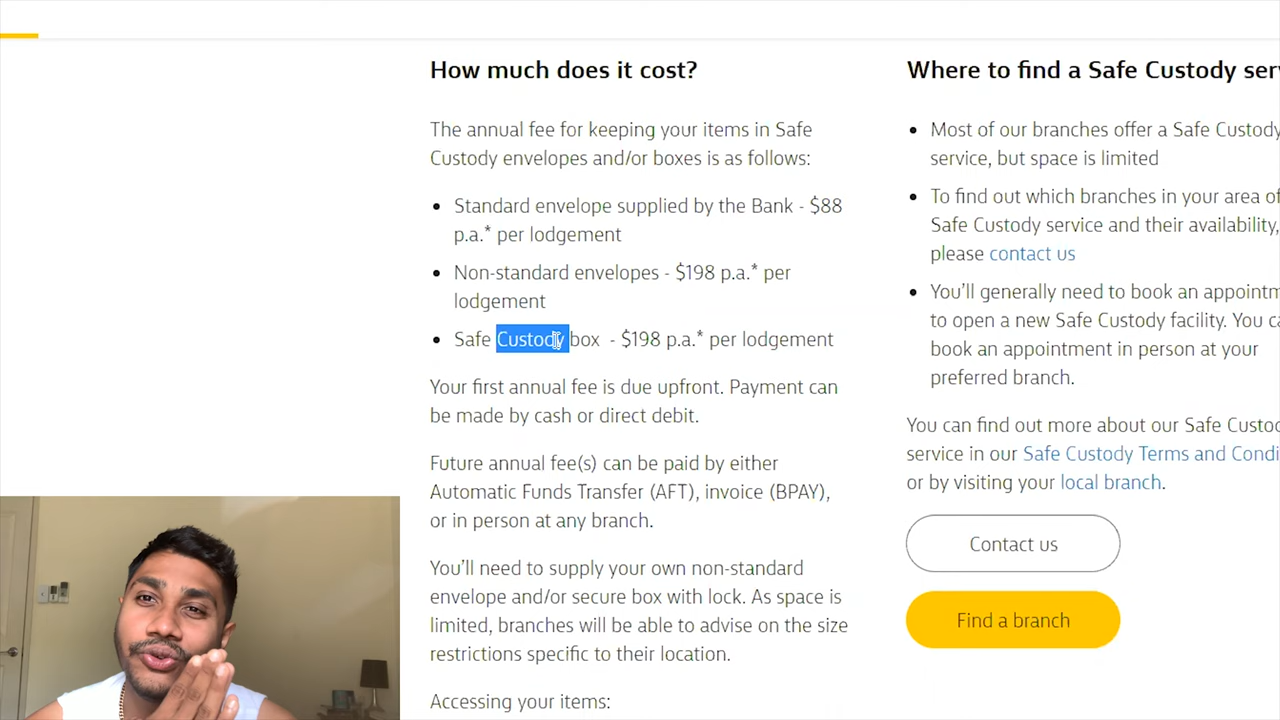 How much does it cost?
The annual fee for keeping your items in Safe
Custody envelopes and/or boxes is as follows:
• Standard envelope supplied by the Bank - $88
p.a.* per lodgement
• Non-standard envelopes - $198 p.a.* per
lodgement
• Safe Custody box - $198 p.a.* per lodgement
Your first annual fee is due upfront. Payment can
be made by cash or direct debit.
Future annual fee(s) can be paid by either
Automatic Funds Transfer (AFT), invoice (BPAY),
or in person at any branch.
You'll need to supply your own non-standard
envelope and/or secure box with lock. As space is
limited, branches will be able to advise on the size
restrictions specific to their location.
Accessing your items:
Where to find a Safe Custody ser
• Most of our branches offer a Safe Custody
service, but space is limited
• To find out which branches in your area of
Safe Custody service and their availability,
please contact us
• You'll generally need to book an appointm
to open a new Safe Custody facility. You c
book an appointment in person at your
preferred branch.
You can find out more about our Safe Custo
service in our Safe Custody Terms and Condi
or by visiting your local branch.
Contact us
Find a branch